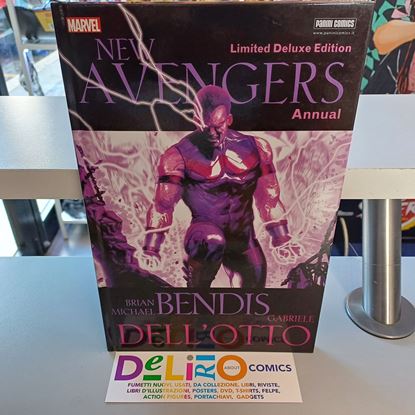 MARVEL
PANINI COMICS
www.paninicomics.it
Limited Deluxe Edition
NEW
AVENGERS
Annual
BRIAN
MICHAEL
BENDIS
GABRIELE
DELL'OTTO
DELIRIO
ABOUT
COMICS
FUMETTI NUOVI, USATI, DA COLLEZIONE, LIBRI, RIVISTE,
LIBRI D'ILLUSTRAZIONI, POSTERS, DVD, T-SHIRTS, FELPE,
ACTION FIGURES, PORTACHIAVI, GADGETS